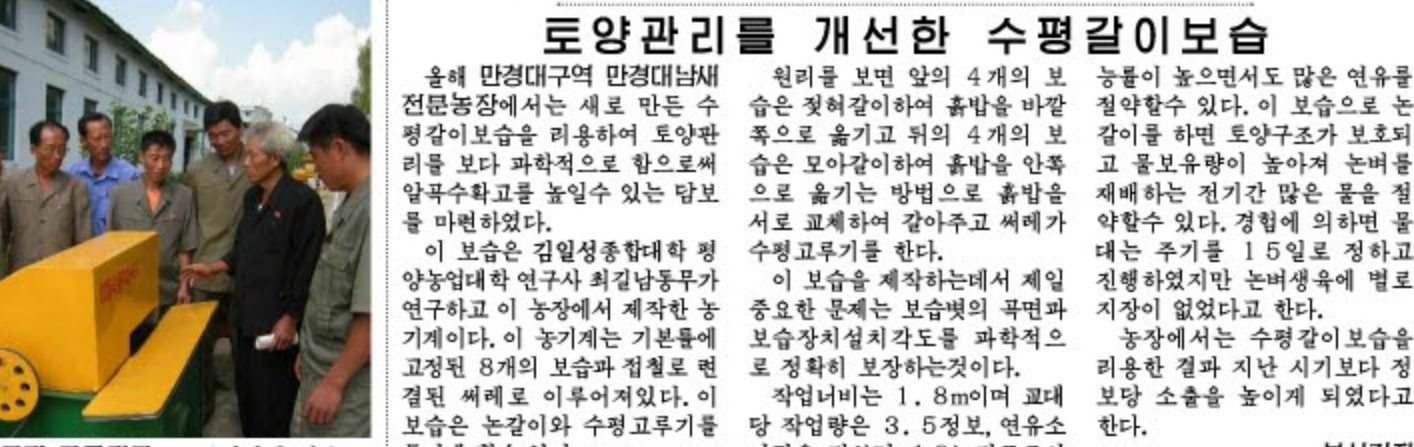 토양관리를 개선한 수평갈이보습
올해 만경대구역 만경대남새
전문농장에서는 새로 만든 수
평갈이보습을 리용하여 토양관
리를 보다 과학적으로 함으로써
알곡수확고를 높일수 있는 담보
를 마련하였다.
이 보습은 김일성종합대학 평
양농업대학 연구사 최길남동무가
연구하고 이 농장에서 제작한 농
기계이다. 이 농기계는 기본틀에
고정된 8개의 보습과 접철로 련
결된 써레로 이루어져있다. 이
보습은 논갈이와 수평고르기를
원리를 보면 앞의 4개의 보
습은 젖혀갈이하여 흙밥을 바깥
쪽으로 옮기고 뒤의 4개의 보
습은 모아갈이하여 흙밥을 안쪽
으로 옮기는 방법으로 흙밥을
서로 교체하여 갈아주고 써레가
수평고루기를 한다.
이 보습을 제작하는데서 제일
중요한 문제는 보습볏의 곡면과
보습장치설치각도를 과학적으
로 정확히 보장하는것이다.
작업너비는 1.8m이며 교대
당 작업량은 3.5정보, 연유소
능률이 높으면서도 많은 연유를
절약할수 있다. 이 보습으로 논
갈이를 하면 토양구조가 보호되
고 물보유량이 높아져 논벼를
재배하는 전기간 많은 물을 절
약할수 있다. 경험에 의하면 물
대는 주기를 15일로 정하고
진행하였지만 논벼생육에 별로
지장이 없었다고 한다.
농장에서는 수평갈이보습을
리용한 결과 지난 시기보다 정
보당 소출을 높이게 되였다고
한다.